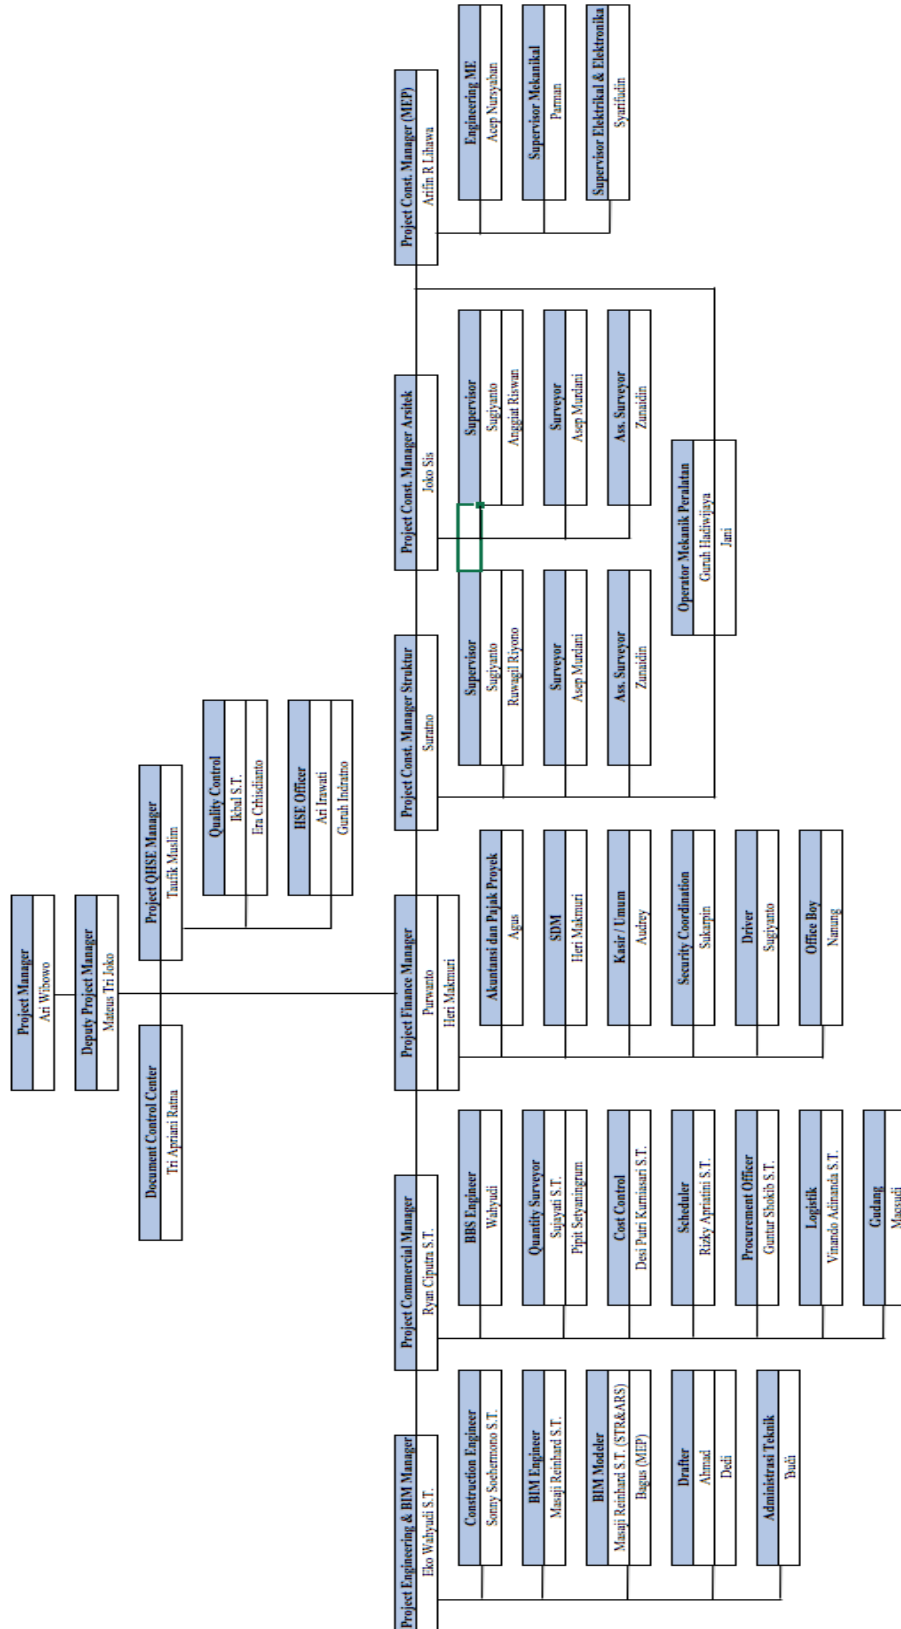 Project Manager
Ari Wibowo
Deputy Project Manager
Mateus Tri Joko
Document Control Center
Tri Apriani Ratna
Project QHSE Manager
Taufik Muslim
Quality Control
Ikbal S.T.
Era Crhisdianto
HSE Officer
Ari Irawati
Guruh Indratno
Project Engineering & BIM Manager
Eko Wahyudi S.T.
Construction Engineer
Sonny Soehermono S.T.
BIM Engineer
Masaji Reinhard S.T.
BIM Modeler
Masaji Reinhard S.T. (STR&ARS)
Bagus (MEP)
Drafter
Ahmad
Dedi
Administrasi Teknik
Budi
Project Commercial Manager
Ryan Ciputra S.T.
BBS Engineer
Wahyudi
Quantity Surveyor
Sujayati S.T.
Pipit Setyaningrum
Cost Control
Desi Putri Kurniasari S.T.
Scheduler
Rizky Apriatini S.T.
Procurement Officer
Guntur Shokib S.T.
Logistik
Vinando Adinanda S.T.
Gudang
Maesudi
Project Finance Manager
Purwanto
Heri Makmuri
Akuntansi dan Pajak Proyek
Agus
SDM
Heri Makmuri
Kasir / Umum
Audrey
Security Coordination
Sukarpin
Driver
Sugiyanto
Office Boy
Nanung
Project Const. Manager Struktur
Suratno
Supervisor
Sugiyanto
Ruwagil Riyono
Surveyor
Asep Murdani
Ass. Surveyor
Zunaidin
Project Const. Manager Arsitek
Joko Sis
Supervisor
Sugiyanto
Anggiat Riswan
Surveyor
Asep Murdani
Ass. Surveyor
Zunaidin
Operator Mekanik Peralatan
Guruh Hadiwijaya
Jani
Project Const. Manager (MEP)
Arifin R Lihawa
Engineering ME
Acep Nursyaban
Supervisor Mekanikal
Parman
Supervisor Elektrikal & Elektronika
Syarifudin